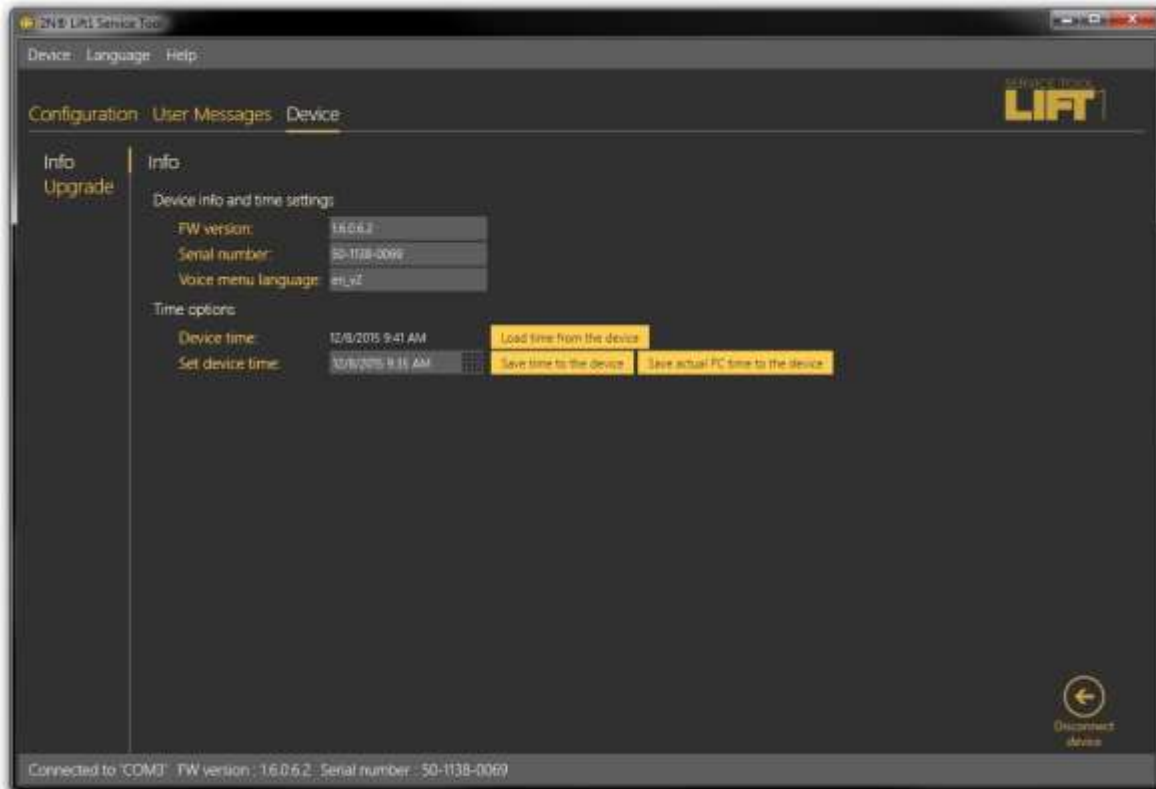 2N® Lift1 Service Tool
Device Language Help
SERVICE TOOL
LIFT1
Configuration User Messages Device
Info Info
Upgrade
Device info and time settings
FW version: 1.6.0.6.2
Serial number: 50-1138-0069
Voice menu language: en_v2
Time options
Device time: 12/8/2015 9:41 AM Load time from the device
Set device time: 9:35 AM Save time to the device Save actual PC time to the device
Disconnect
device
Connected to 'COM3' FW version : 1.6.0.6.2 Serial number : 50-1138-0069